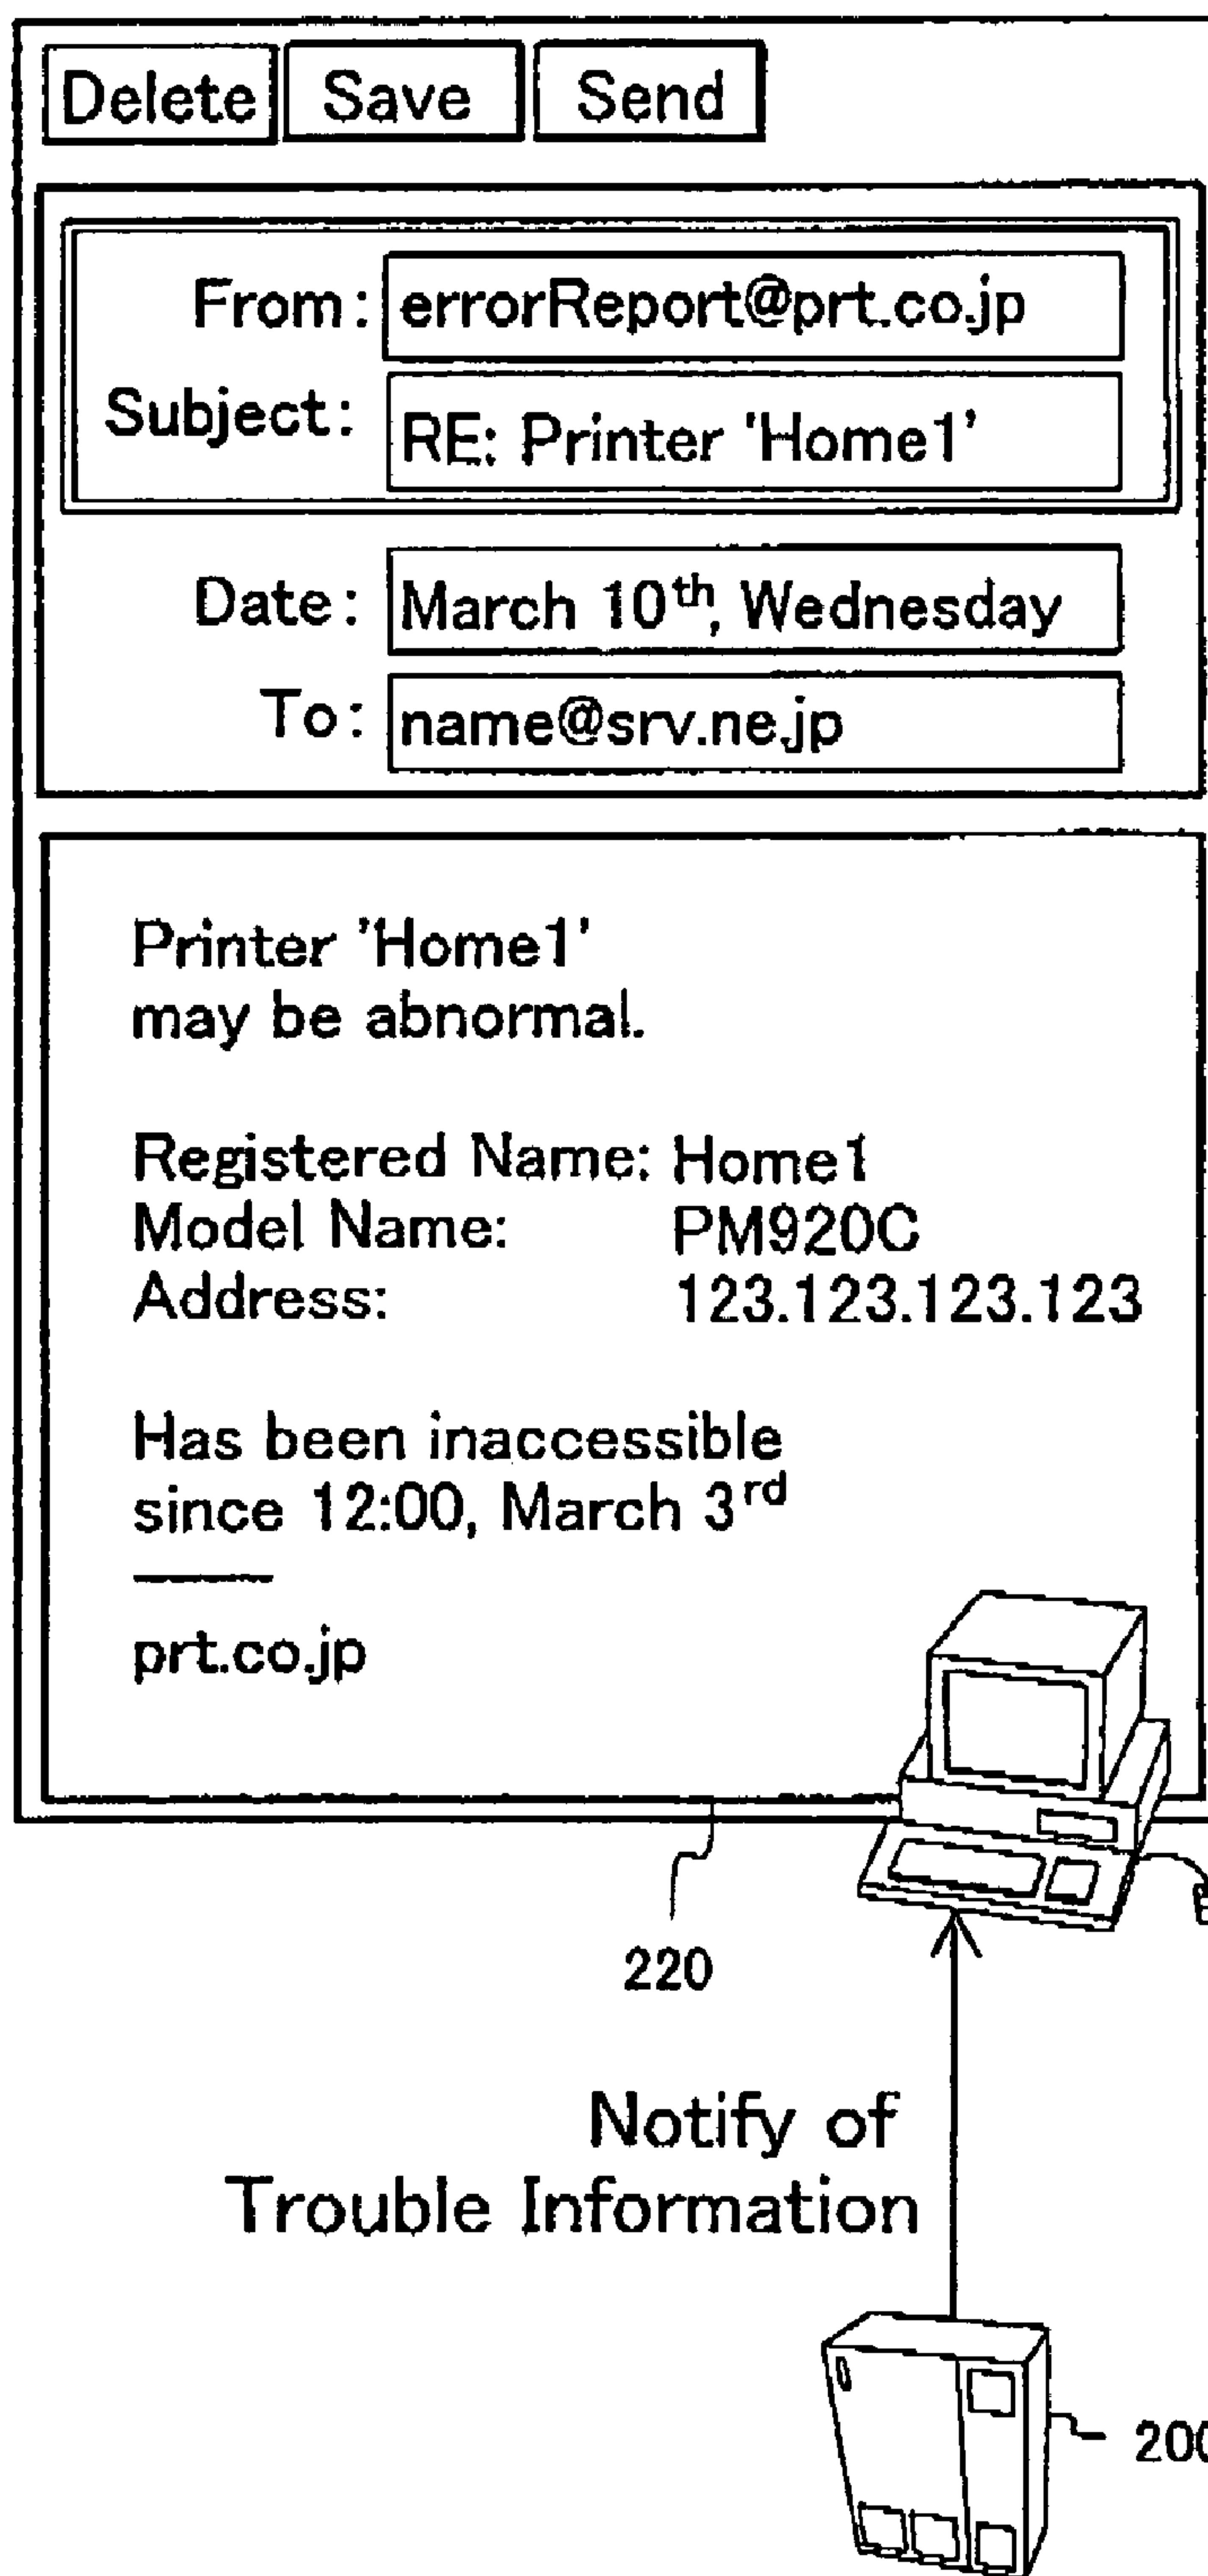 Delete Save Send
From: errorReport@prt.co.jp
Subject: RE: Printer 'Home1'
Date: March 10th, Wednesday
To: name@srv.ne.jp
Printer 'Home1'
may be abnormal.
Registered Name: Home1
Model Name: PM920C
Address: 123.123.123.123
Has been inaccessible
since 12:00, March 3rd
prt.co.jp
220
Notify of
Trouble Information
200